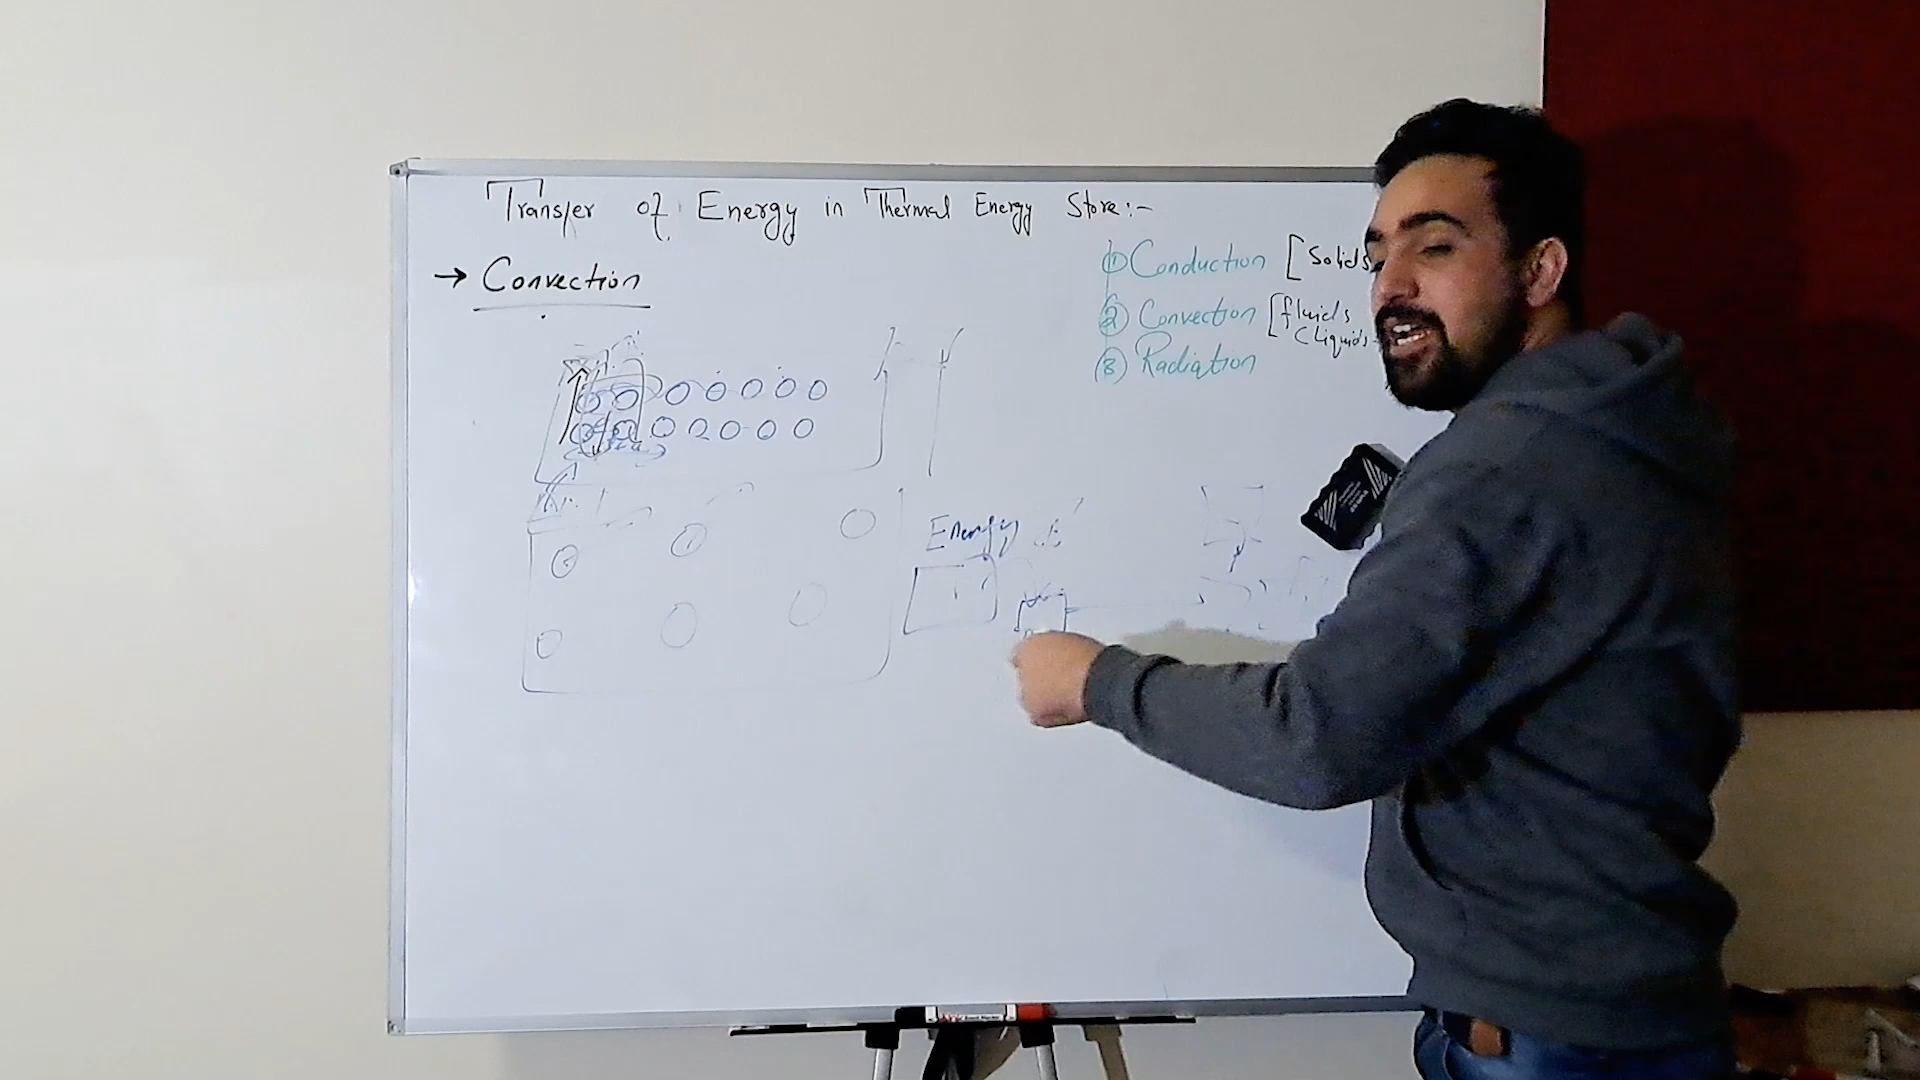 Transfer of Energy in Thermal Energy Store:-
→ Convection
① Conduction [Solids
② Convection [fluids
(Liquids
(3) Radiation
Energy